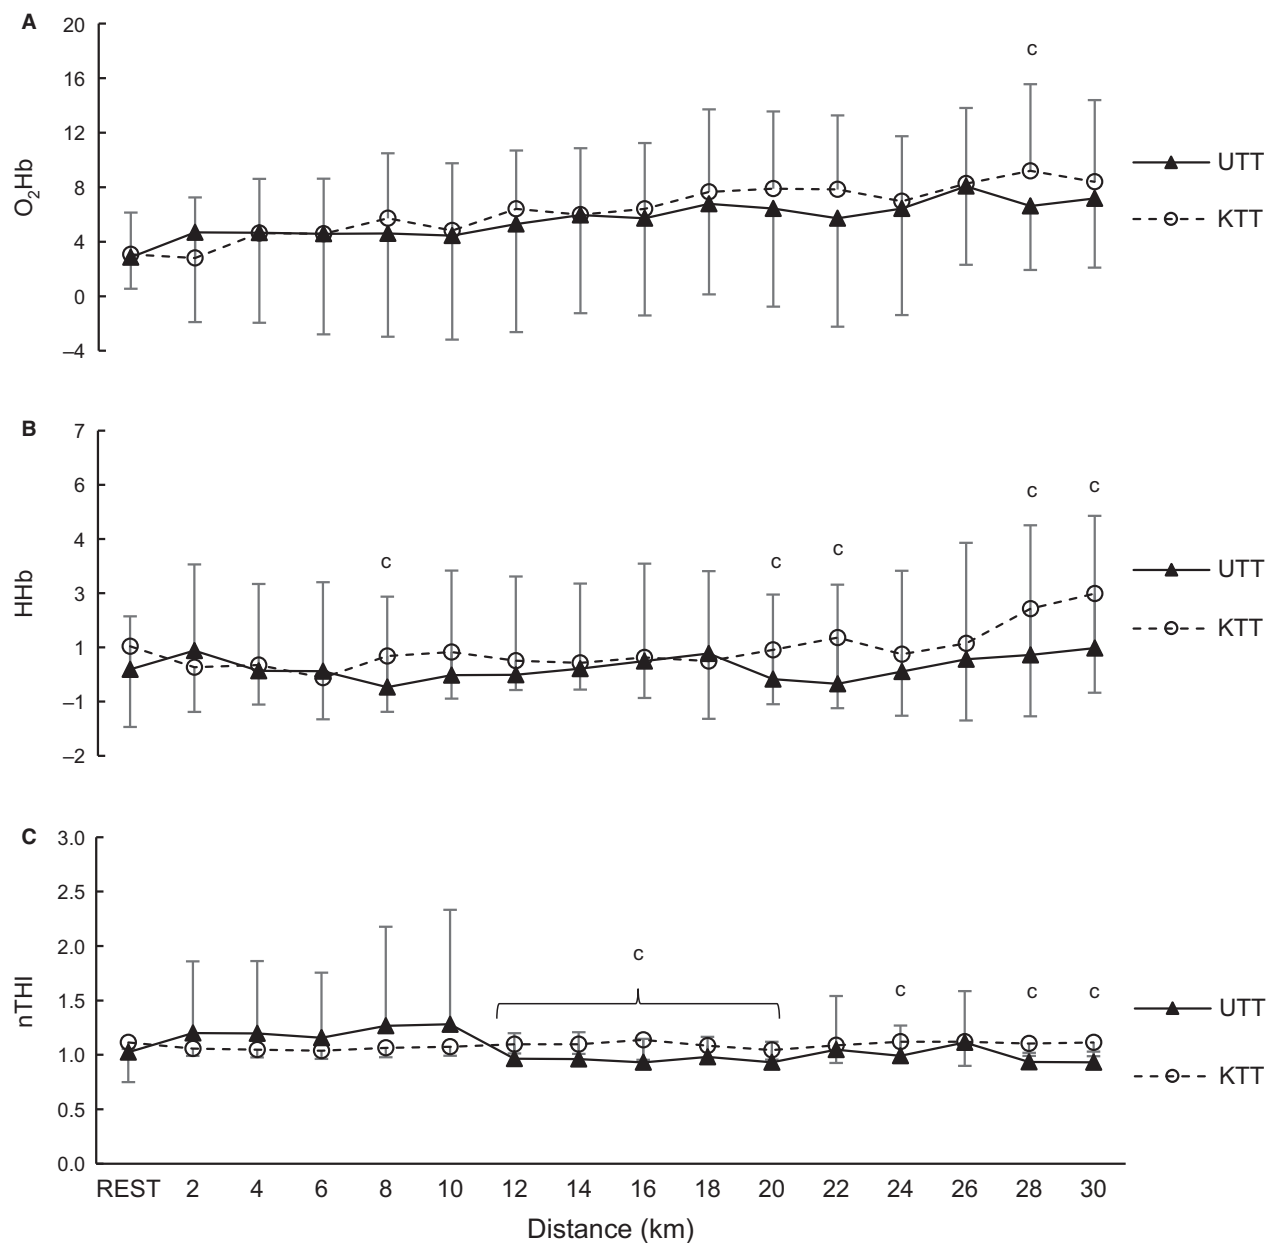 A
20
16
12
8
4
0
–4
O2Hb
c
UTT
KTT
B
7
6
4
3
1
–1
–2
HHb
c
c
c
c
c
UTT
KTT
C
3.0
2.5
2.0
1.5
1.0
0.5
0.0
nTHI
c
c
c
c
UTT
KTT
REST 2 4 6 8 10 12 14 16 18 20 22 24 26 28 30
Distance (km)